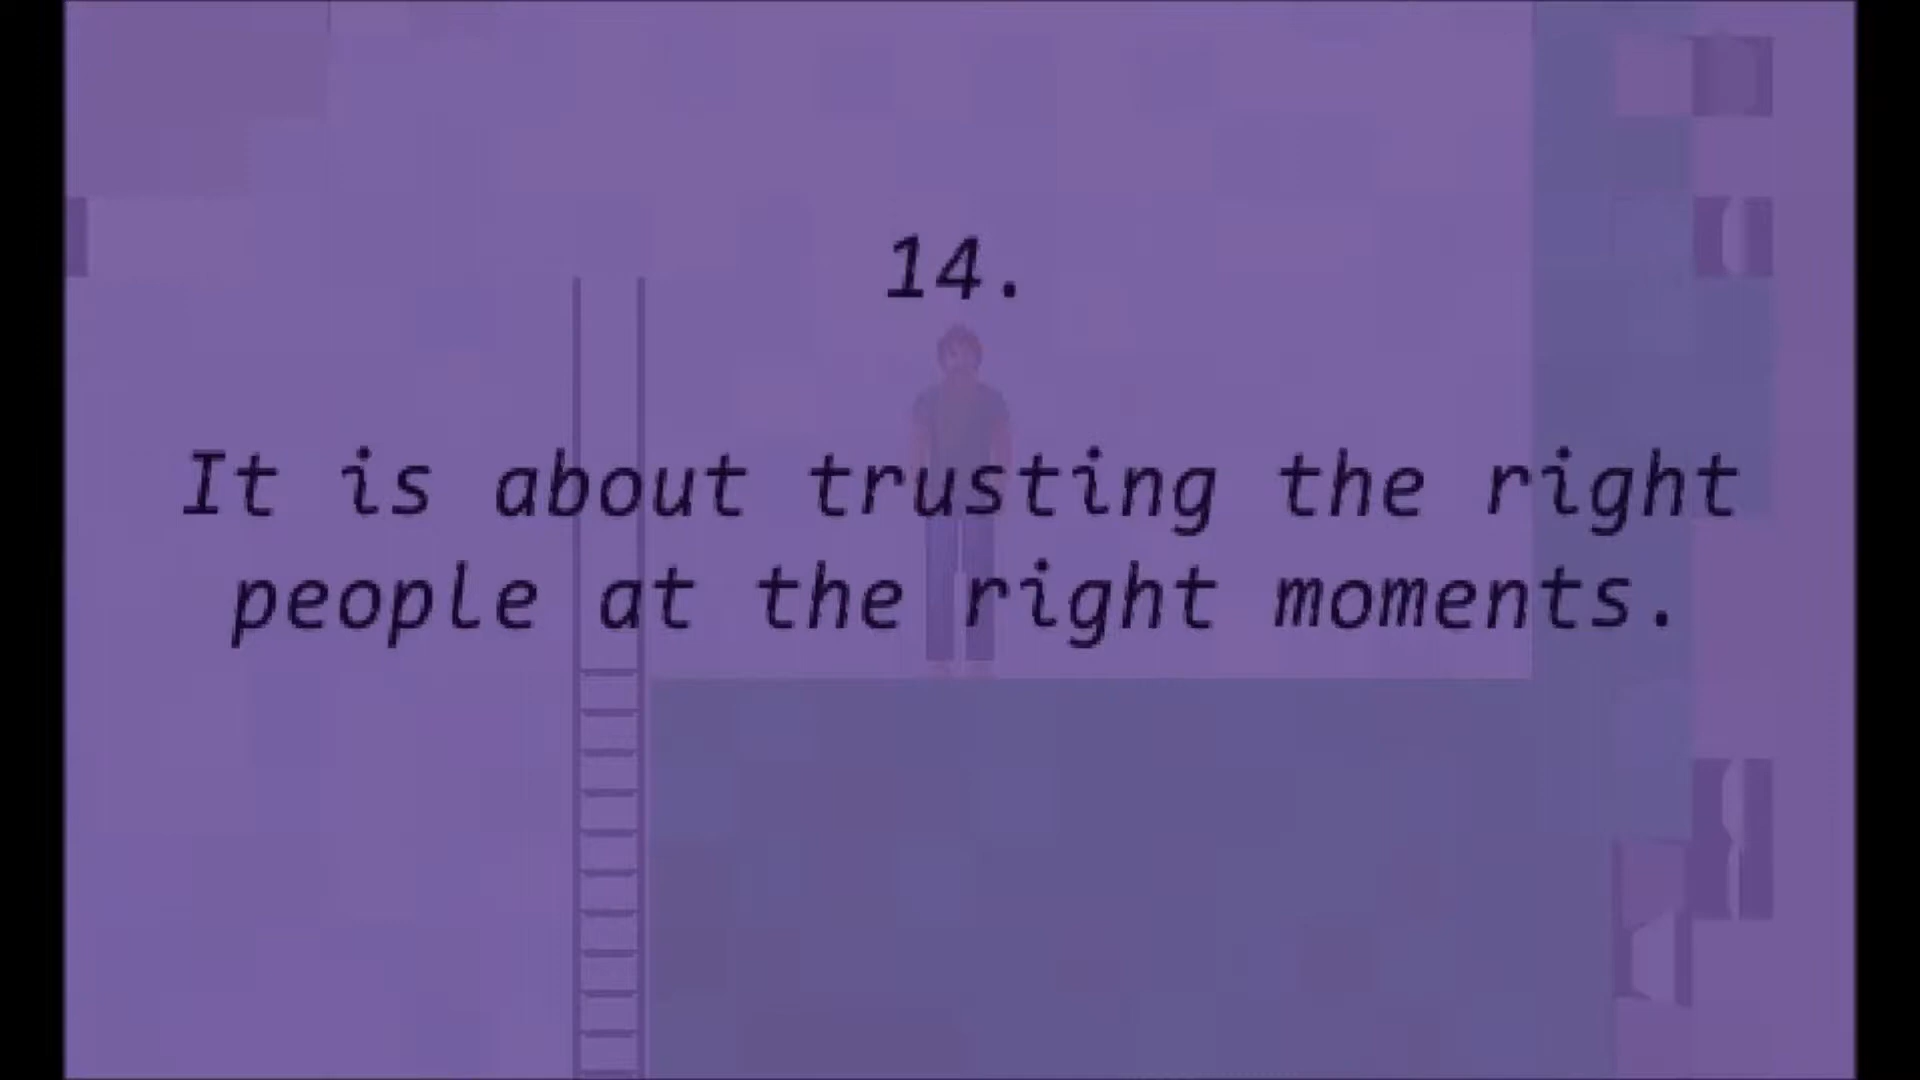 14.
It is about trusting the right
people at the right moments.